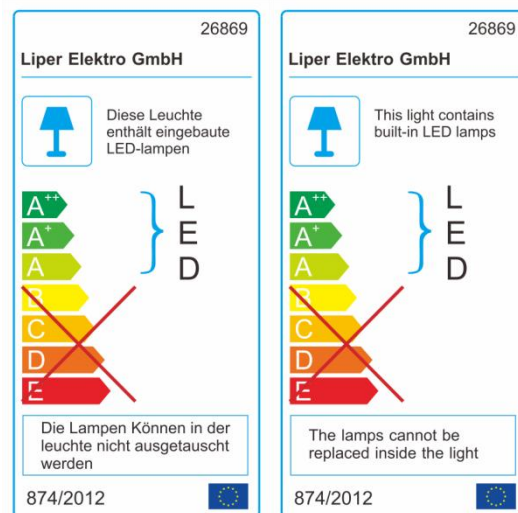 26869
Liper Elektro GmbH
Diese Leuchte
enthält eingebaute
LED-lampen
A++
A+
A
B
C
D
E
L
E
D
Die Lampen Können in der
leuchte nicht ausgetauscht
werden
874/2012
26869
Liper Elektro GmbH
This light contains
built-in LED lamps
A++
A+
A
B
C
D
E
L
E
D
The lamps cannot be
replaced inside the light
874/2012